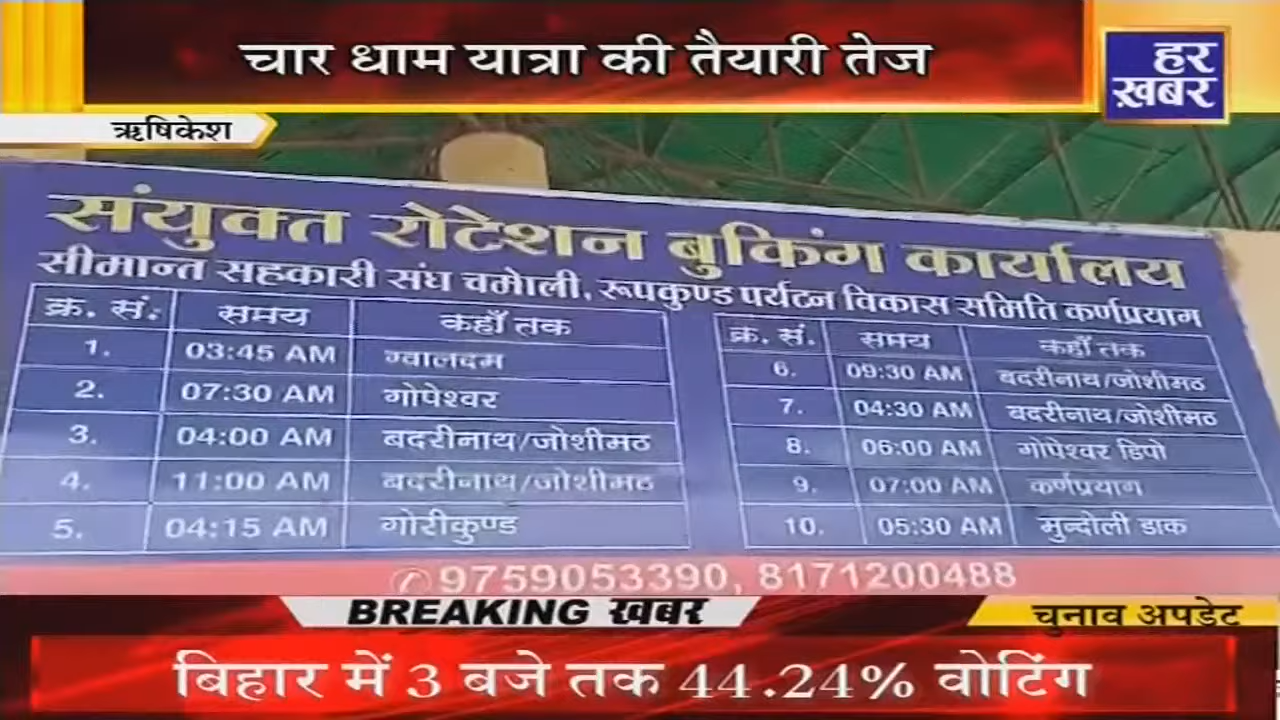 चार धाम यात्रा की तैयारी तेज
हर
ख़बर
ऋषिकेश
संयुक्त रोटेशन बुकिंग कार्यालय
सीमान्त सहकारी संघ चमोली, रूपकुण्ड पर्यटन विकास समिति कर्णप्रयाग
क्र. सं. समय कहाँ तक
1. 03:45 AM ग्वालदम
2. 07:30 AM गोपेश्वर
3. 04:00 AM बदरीनाथ/जोशीमठ
4. 11:00 AM बदरीनाथ/जोशीमठ
5. 04:15 AM गोरीकुण्ड
क्र. सं. समय कहाँ तक
6. 09:30 AM बदरीनाथ/जोशीमठ
7. 04:30 AM बदरीनाथ/जोशीमठ
8. 06:00 AM गोपेश्वर डिपो
9. 07:00 AM कर्णप्रयाग
10. 05:30 AM मुन्दोली डाक
9759053390, 8171200488
BREAKING खबर
चुनाव अपडेट
बिहार में 3 बजे तक 44.24% वोटिंग